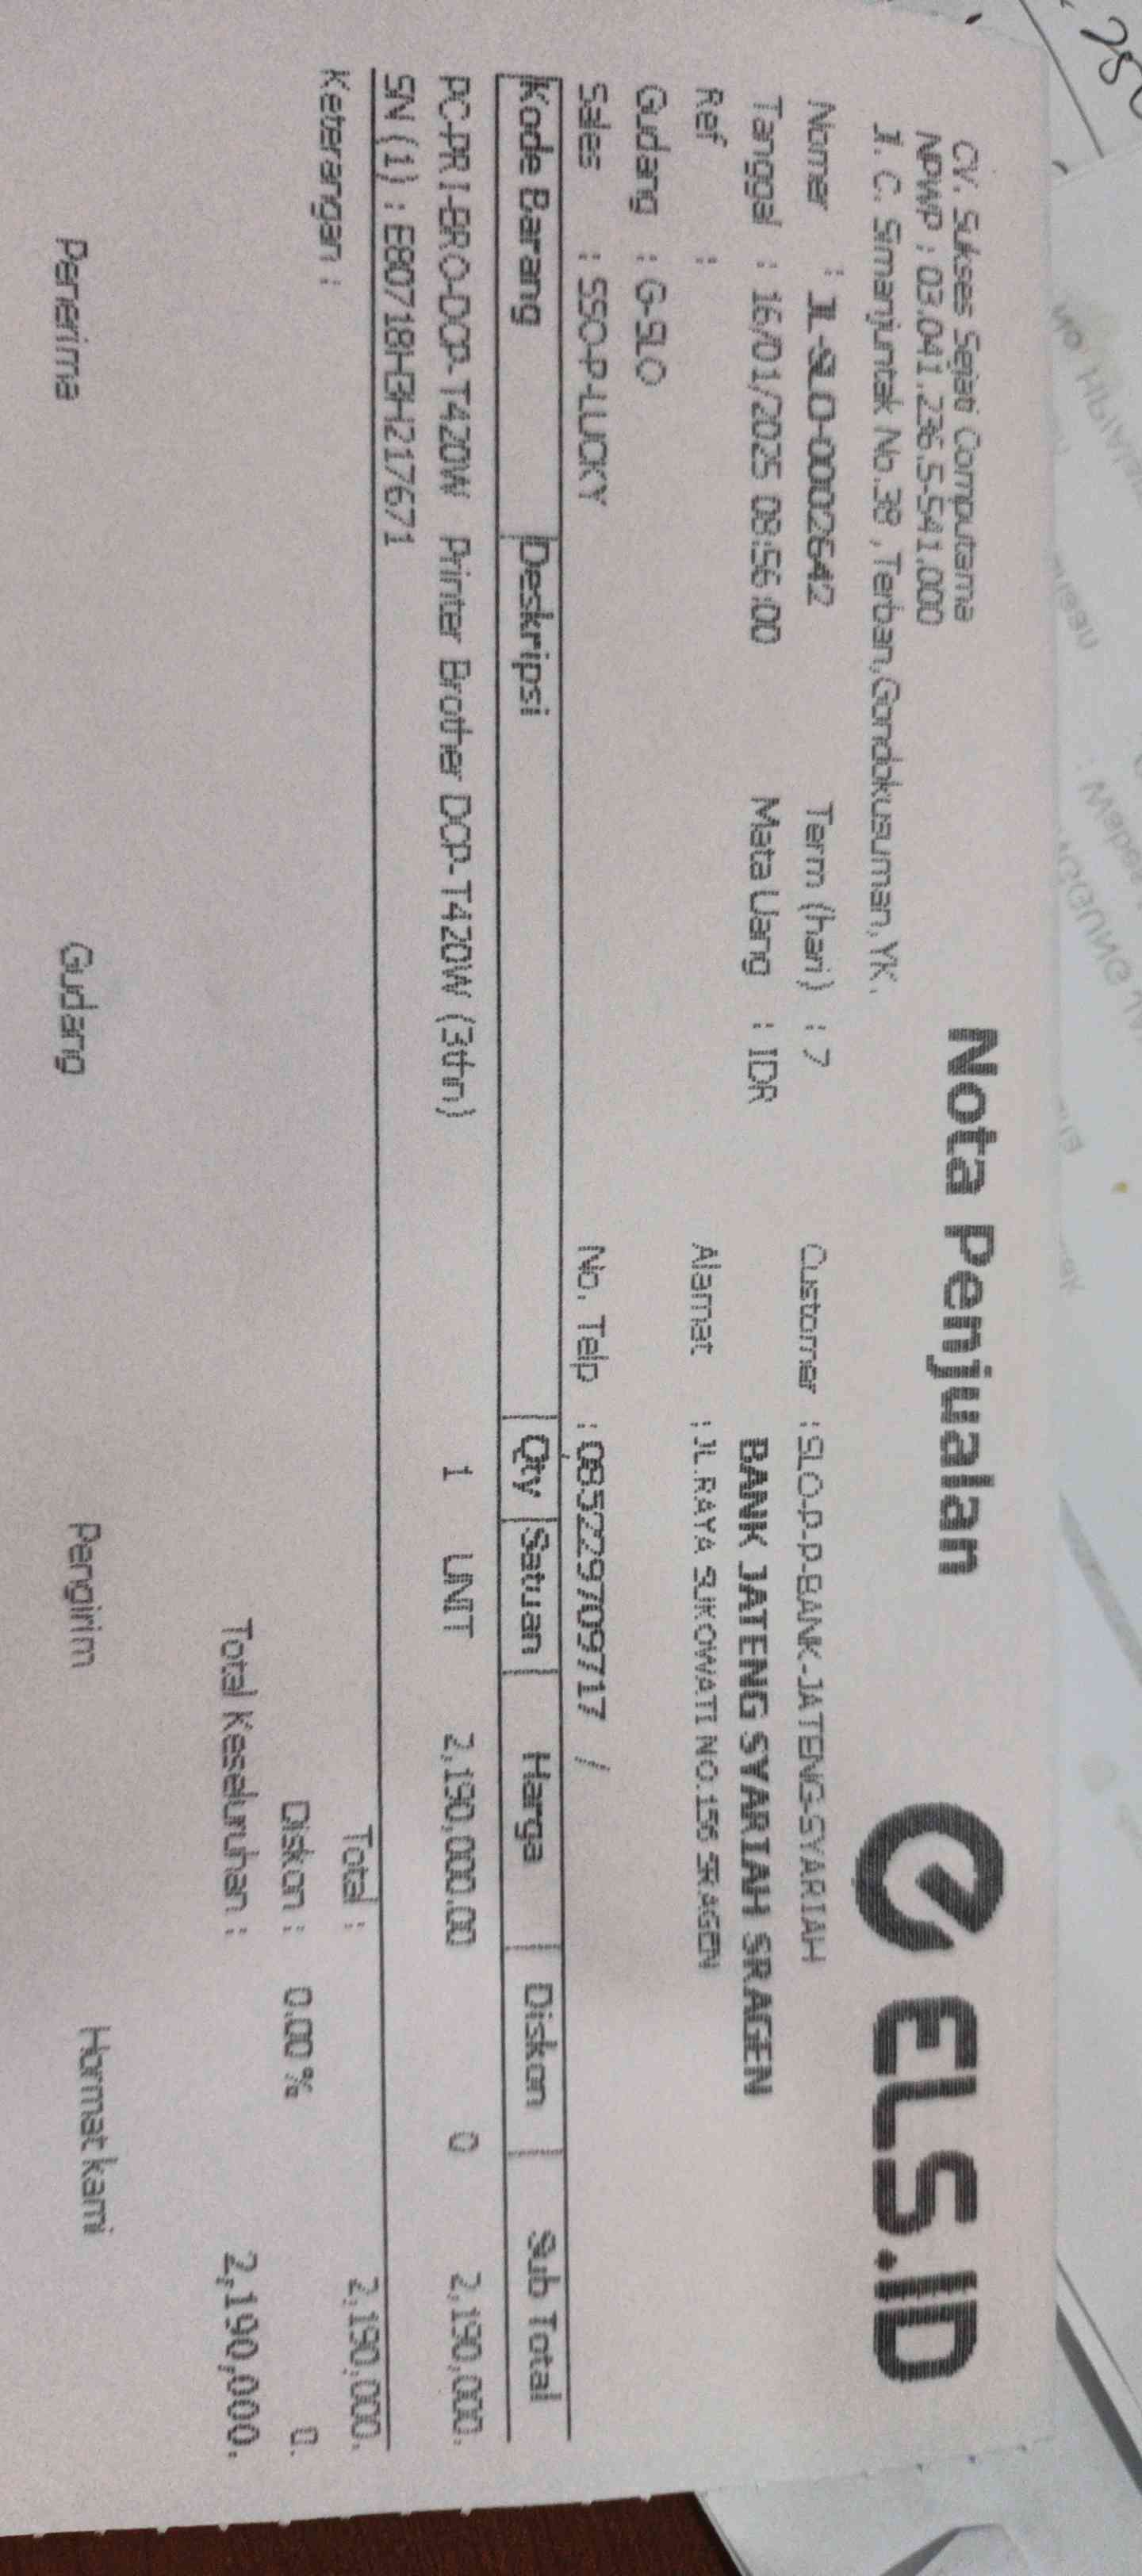 CV. Sukses Sejati Computama
NPWP : 03.041.236.5-541.000
Jl. C. Simanjuntak No.38 ,Terban,Gondokusuman,YK.
Nota Penjualan
ELS.ID
Nomer : JL-SLO-0002642
Term (hari) : 7
Customer : SLO-P-P-BANK-JATENG-SYARIAH
Tanggal : 16/01/2025 08:56:00
Mata Uang : IDR
BANK JATENG SYARIAH SRAGEN
Ref :
Alamat : JL.RAYA SUKOWATI NO.156 SRAGEN
Gudang : G-SLO
Sales : SSO-P-LUCKY
No. Telp : 085229709717 /
Kode Barang Deskripsi Qty Satuan Harga Diskon Sub Total
PC-PRI-BRO-DCP-T420W Printer Brother DCP-T420W (3thn) 1 UNIT 2,190,000.00 0 2,190,000.
SN (1) : E80718H3H217671
Keterangan :
Total : 2,190,000.
Diskon : 0.00 % 0.
Total Keseluruhan : 2,190,000.
Penerima Gudang Pengirim Hormat kami